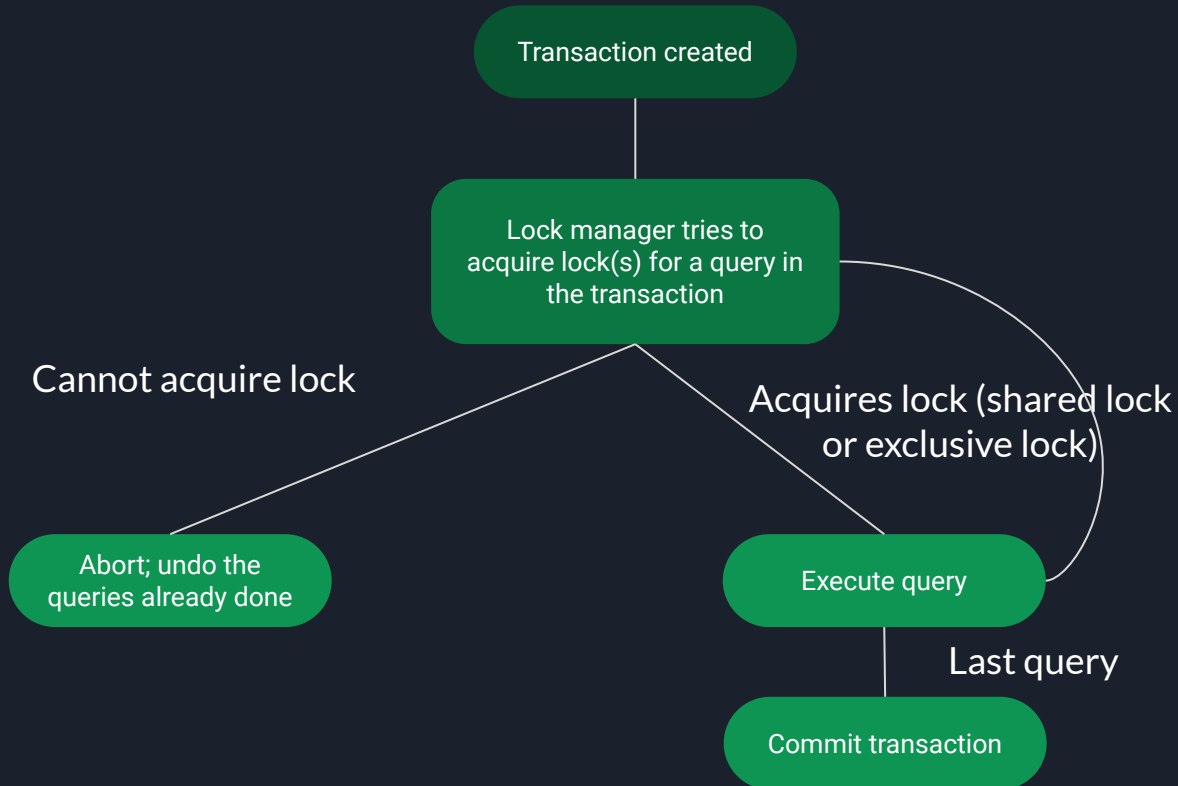 Transaction created
Lock manager tries to
acquire lock(s) for a query in
the transaction
Cannot acquire lock
Acquires lock (shared lock
or exclusive lock)
Abort; undo the
queries already done
Execute query
Last query
Commit transaction